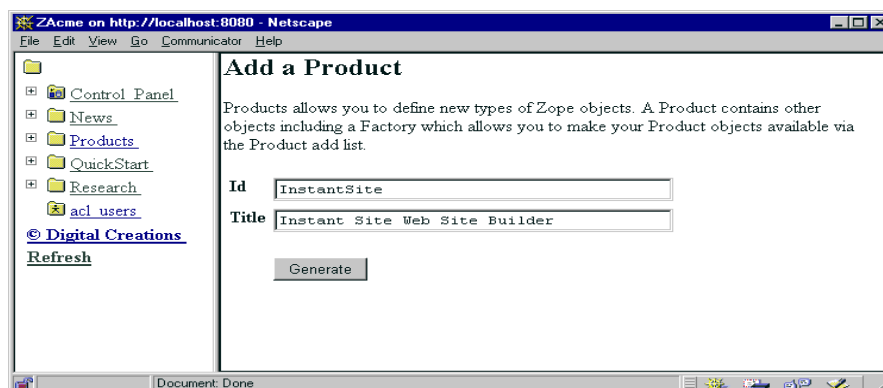 ZAcme on http://localhost:8080 - Netscape
File Edit View Go Communicator Help
Control_Panel
News
Products
QuickStart
Research
acl_users
© Digital Creations
Refresh
Add a Product
Products allows you to define new types of Zope objects. A Product contains other
objects including a Factory which allows you to make your Product objects available via
the Product add list.
Id InstantSite
Title Instant Site Web Site Builder
Generate
Document: Done